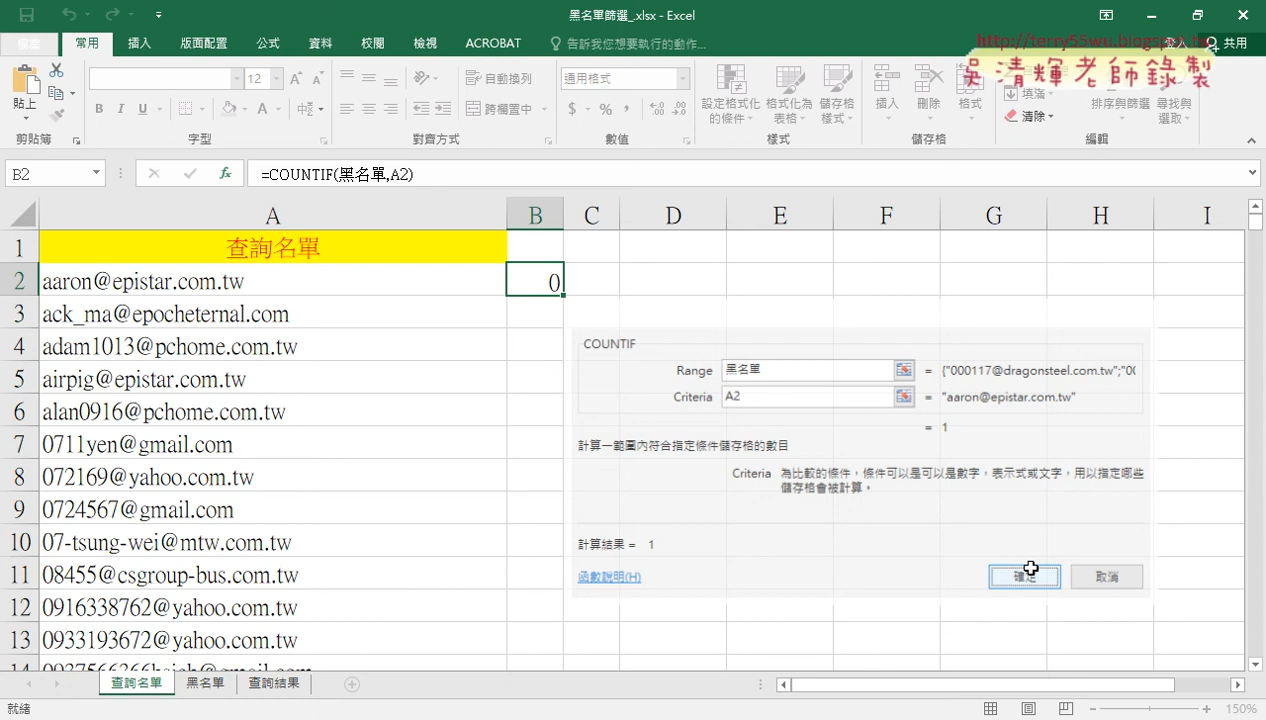 黑名單篩選_.xlsx - Excel
常用 插入 版面配置 公式 資料 校閱 檢視 ACROBAT 告訴我您想要執行的動作... 登入 共用
http://terry55wu.blogspot.tw
吳清輝老師錄製
貼上
12
B I U
自動換列
跨欄置中
通用格式
$ % ,
設定格式化的條件
格式化為表格
儲存格樣式
插入 刪除 格式
填滿
清除
排序與篩選
尋找與選取
剪貼簿 字型 對齊方式 數值 樣式 儲存格 編輯
B2 fx =COUNTIF(黑名單,A2)
A B C D E F G H I
1 查詢名單
2 aaron@epistar.com.tw 0
3 ack_ma@epocheternal.com
4 adam1013@pchome.com.tw
5 airpig@epistar.com.tw
6 alan0916@pchome.com.tw
7 0711yen@gmail.com
8 072169@yahoo.com.tw
9 0724567@gmail.com
10 07-tsung-wei@mtw.com.tw
11 08455@csgroup-bus.com.tw
12 0916338762@yahoo.com.tw
13 0933193672@yahoo.com.tw
COUNTIF
Range 黑名單 = {"000117@dragonsteel.com.tw";"00
Criteria A2 = "aaron@epistar.com.tw"
= 1
計算一範圍內符合指定條件儲存格的數目
Criteria 為比較的條件，條件可以是可以是數字，表示式或文字，用以指定哪些
儲存格會被計算。
計算結果 = 1
函數說明(H) 確定 取消
查詢名單 黑名單 查詢結果
就緒 150%